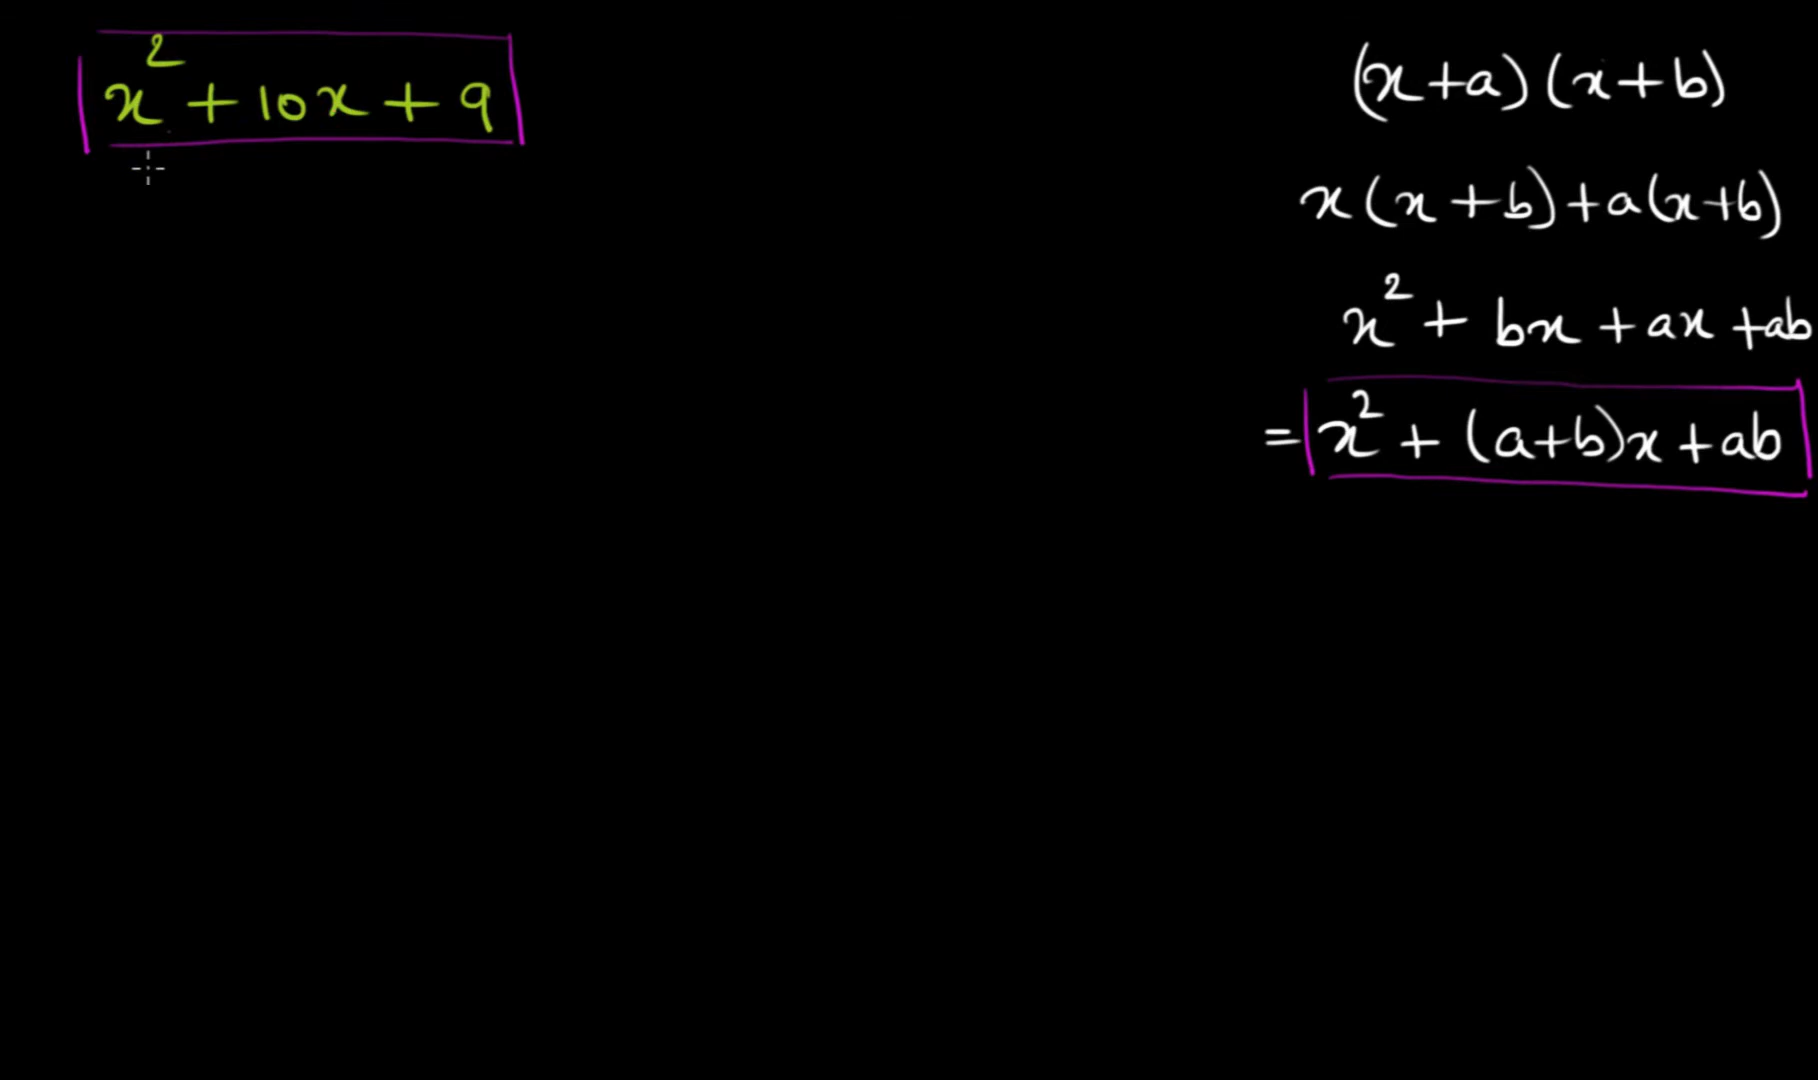 x² + 10x + 9
(x+a)(x+b)
x(x+b)+a(x+b)
x² + bx + ax + ab
= x² + (a+b)x + ab